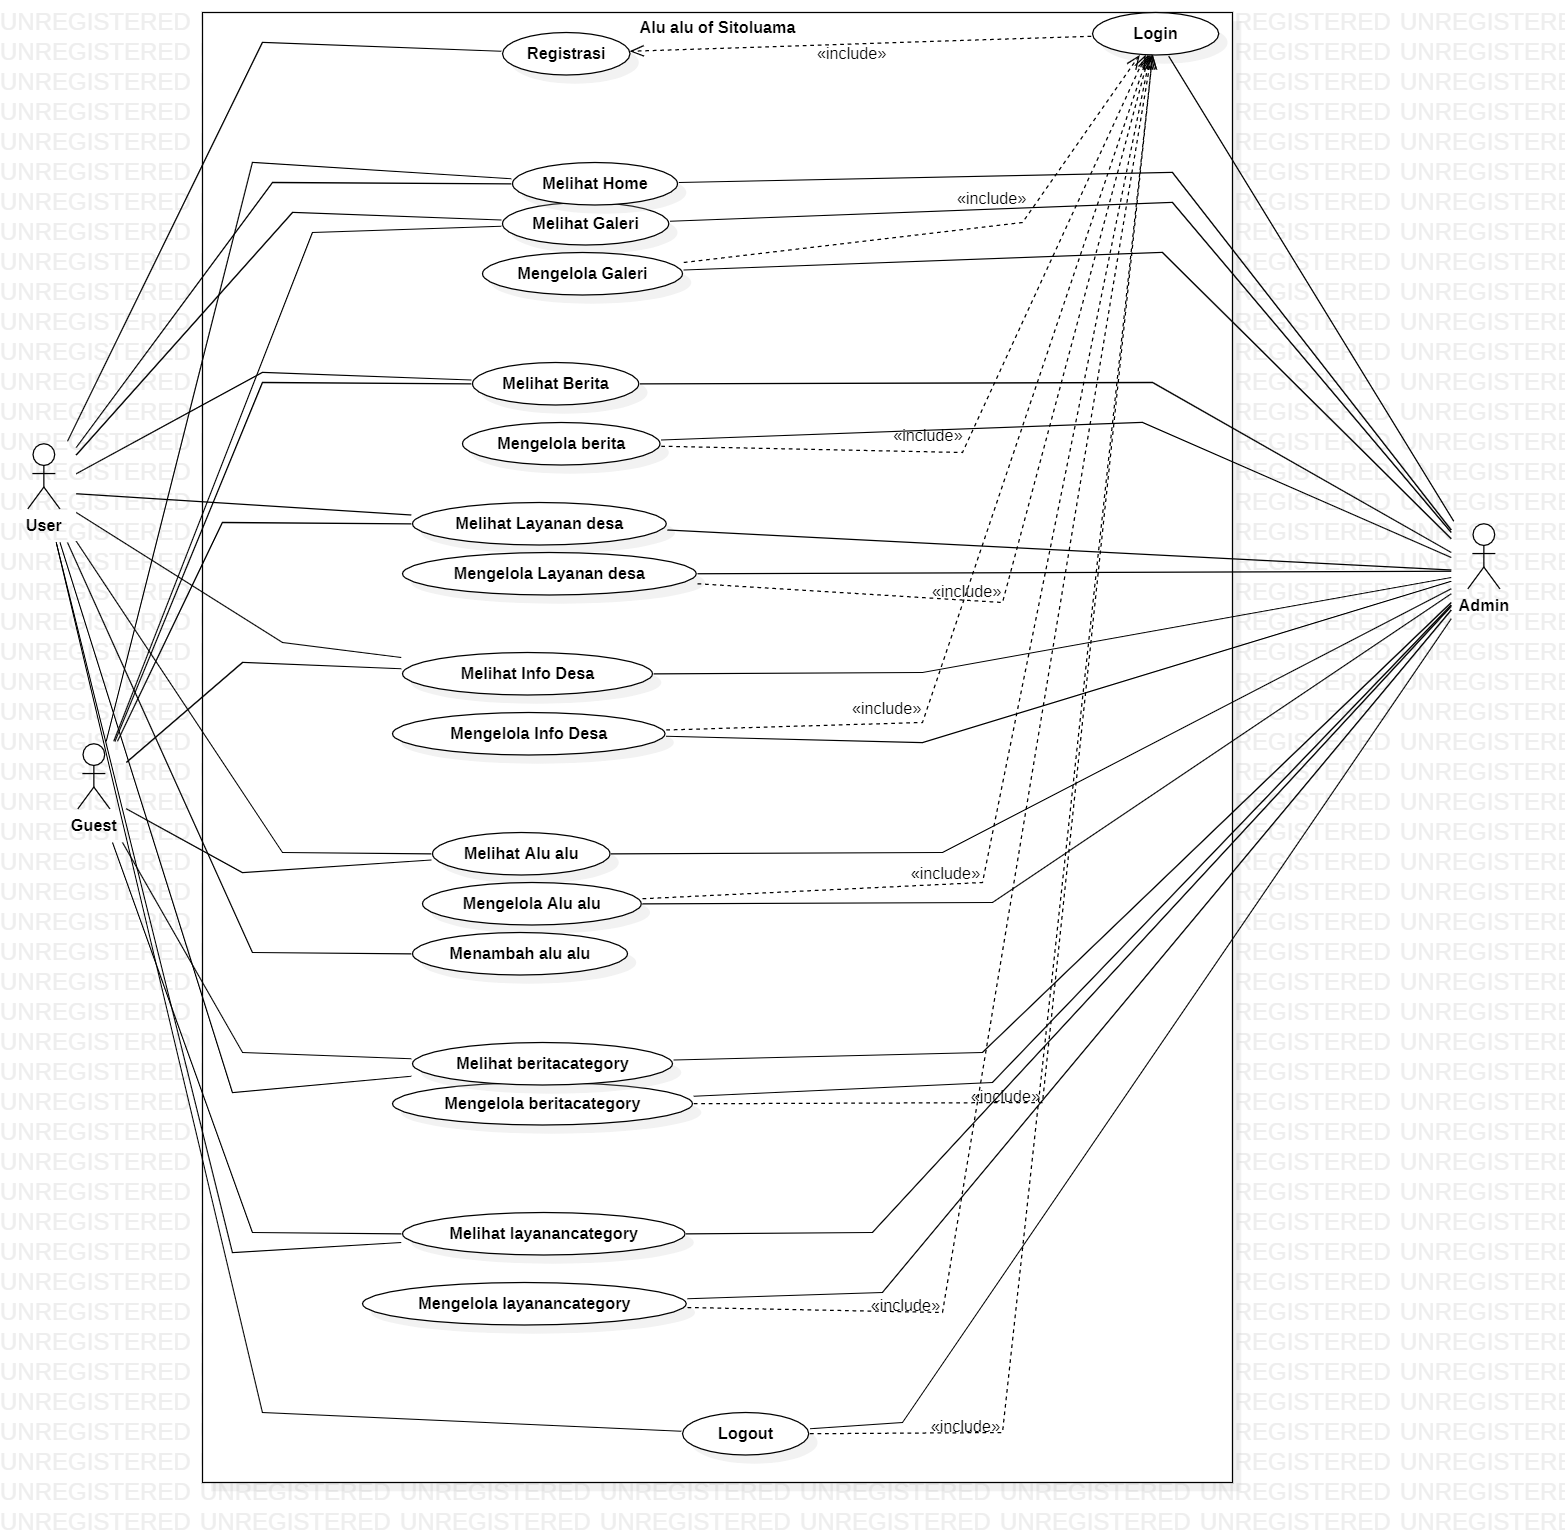 Alu alu of Sitoluama
Login
Registrasi
«include»
Melihat Home
«include»
Melihat Galeri
Mengelola Galeri
Melihat Berita
Mengelola berita
«include»
User
Melihat Layanan desa
Mengelola Layanan desa
«include»
Admin
Melihat Info Desa
«include»
Mengelola Info Desa
Guest
Melihat Alu alu
«include»
Mengelola Alu alu
Menambah alu alu
Melihat beritacategory
Mengelola beritacategory
«include»
Melihat layanancategory
Mengelola layanancategory
«include»
Logout
«include»
UNREGISTERED